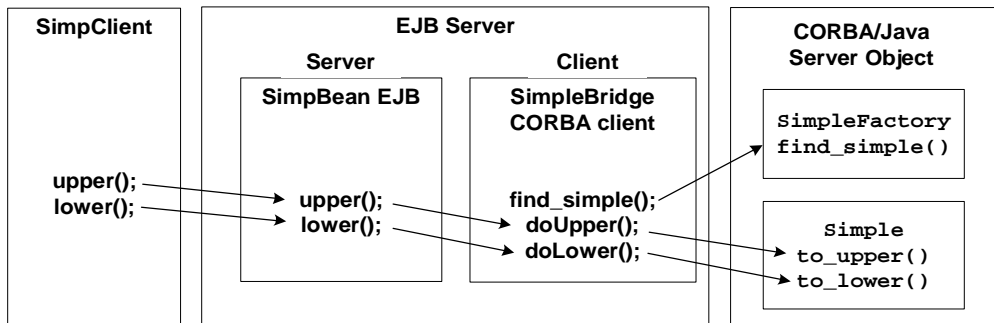 SimpClient
upper();
lower();
EJB Server
Server
SimpBean EJB
upper();
lower();
Client
SimpleBridge
CORBA client
find_simple();
doUpper();
doLower();
CORBA/Java
Server Object
SimpleFactory
find_simple()
Simple
to_upper()
to_lower()